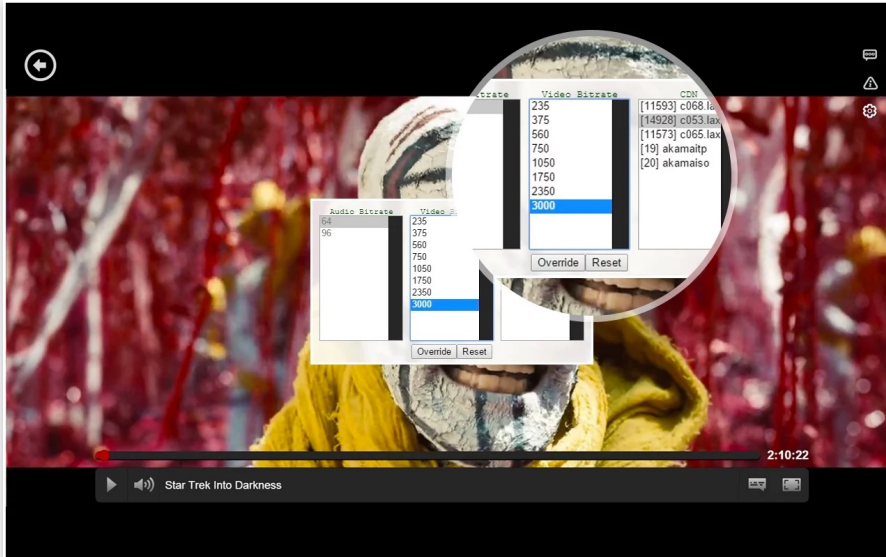 Audio Bitrate
64
96
Video B
235
375
560
750
1050
1750
2350
3000
Override
Reset
trate
Video Bitrate
235
375
560
750
1050
1750
2350
3000
Override
Reset
CDN
[11593] c068.la
[14928] c053.lax
[11573] c065.lax
[19] akamaitp
[20] akamaiso
2:10:22
Star Trek Into Darkness